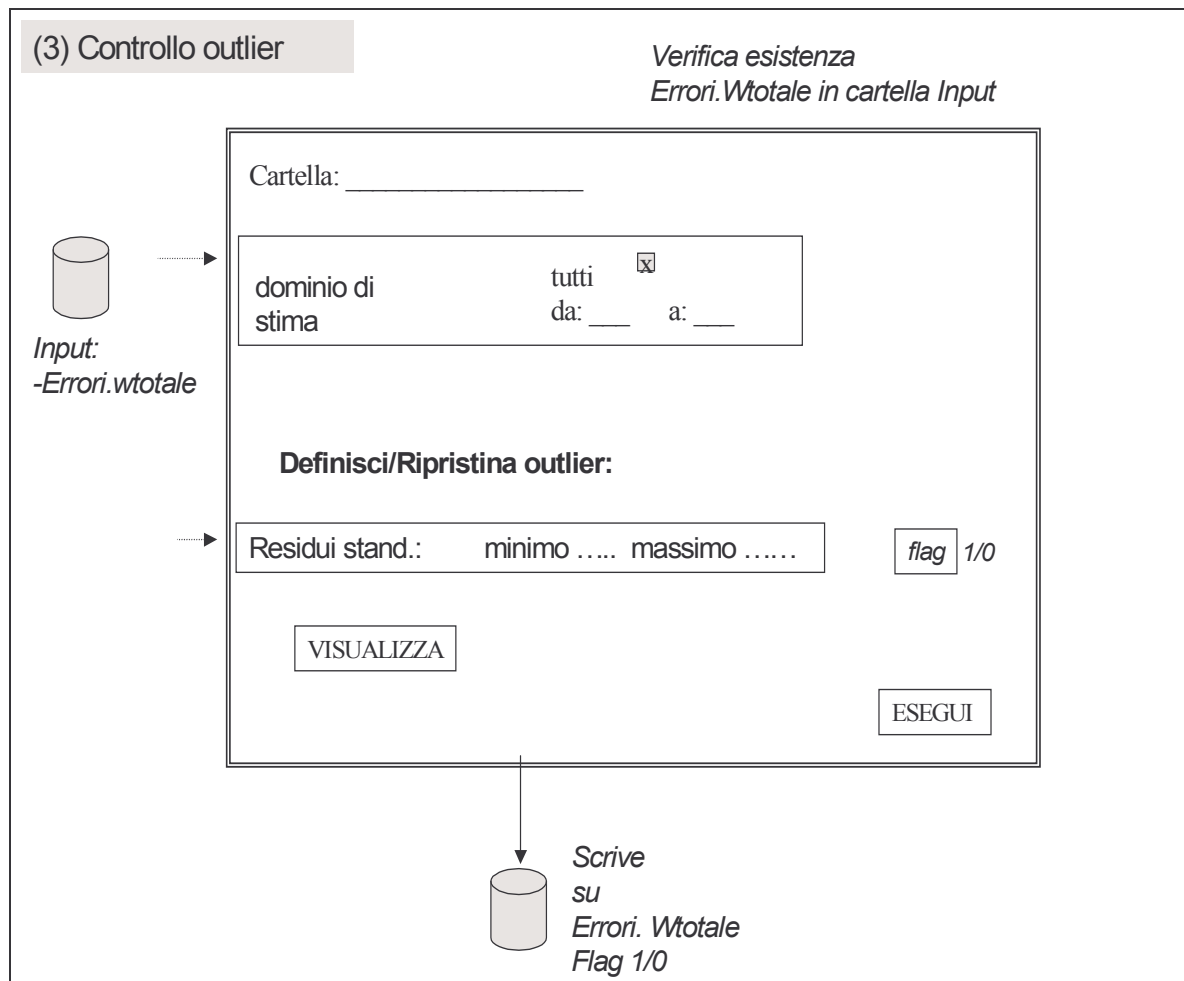 (3) Controllo outlier
Verifica esistenza
Errori.Wtotale in cartella Input
Cartella: __________________
dominio di
stima
tutti x
da: ___ a: ___
Input:
-Errori.wtotale
Definisci/Ripristina outlier:
Residui stand.: minimo ….. massimo ……
flag 1/0
VISUALIZZA
ESEGUI
Scrive
su
Errori. Wtotale
Flag 1/0